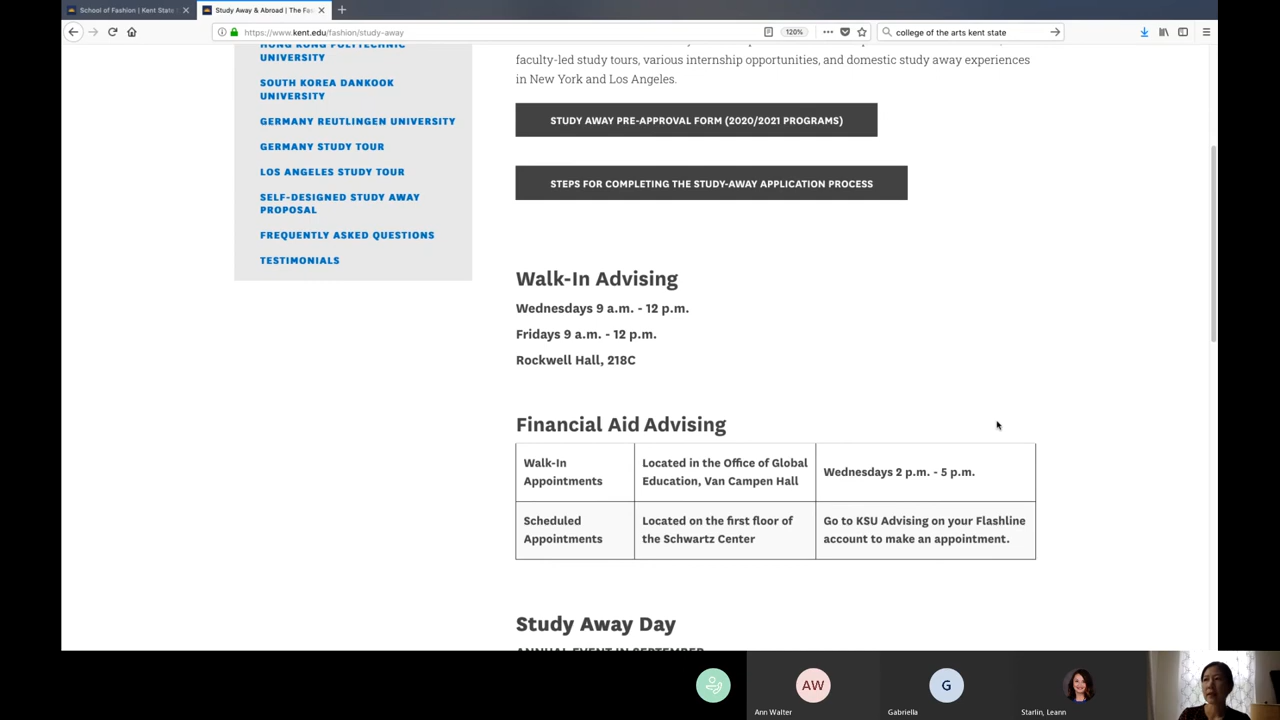 School of Fashion | Kent State
Study Away & Abroad | The Fas
https://www.kent.edu/fashion/study-away
120%
college of the arts kent state
HONG KONG POLYTECHNIC
UNIVERSITY
SOUTH KOREA DANKOOK
UNIVERSITY
GERMANY REUTLINGEN UNIVERSITY
GERMANY STUDY TOUR
LOS ANGELES STUDY TOUR
SELF-DESIGNED STUDY AWAY
PROPOSAL
FREQUENTLY ASKED QUESTIONS
TESTIMONIALS
faculty-led study tours, various internship opportunities, and domestic study away experiences
in New York and Los Angeles.
STUDY AWAY PRE-APPROVAL FORM (2020/2021 PROGRAMS)
STEPS FOR COMPLETING THE STUDY-AWAY APPLICATION PROCESS
Walk-In Advising
Wednesdays 9 a.m. - 12 p.m.
Fridays 9 a.m. - 12 p.m.
Rockwell Hall, 218C
Financial Aid Advising
Walk-In
Appointments
Located in the Office of Global
Education, Van Campen Hall
Wednesdays 2 p.m. - 5 p.m.
Scheduled
Appointments
Located on the first floor of
the Schwartz Center
Go to KSU Advising on your Flashline
account to make an appointment.
Study Away Day
ANNUAL EVENT IN SEPTEMBER
AW
Ann Walter
G
Gabriella
Starlin, Leann